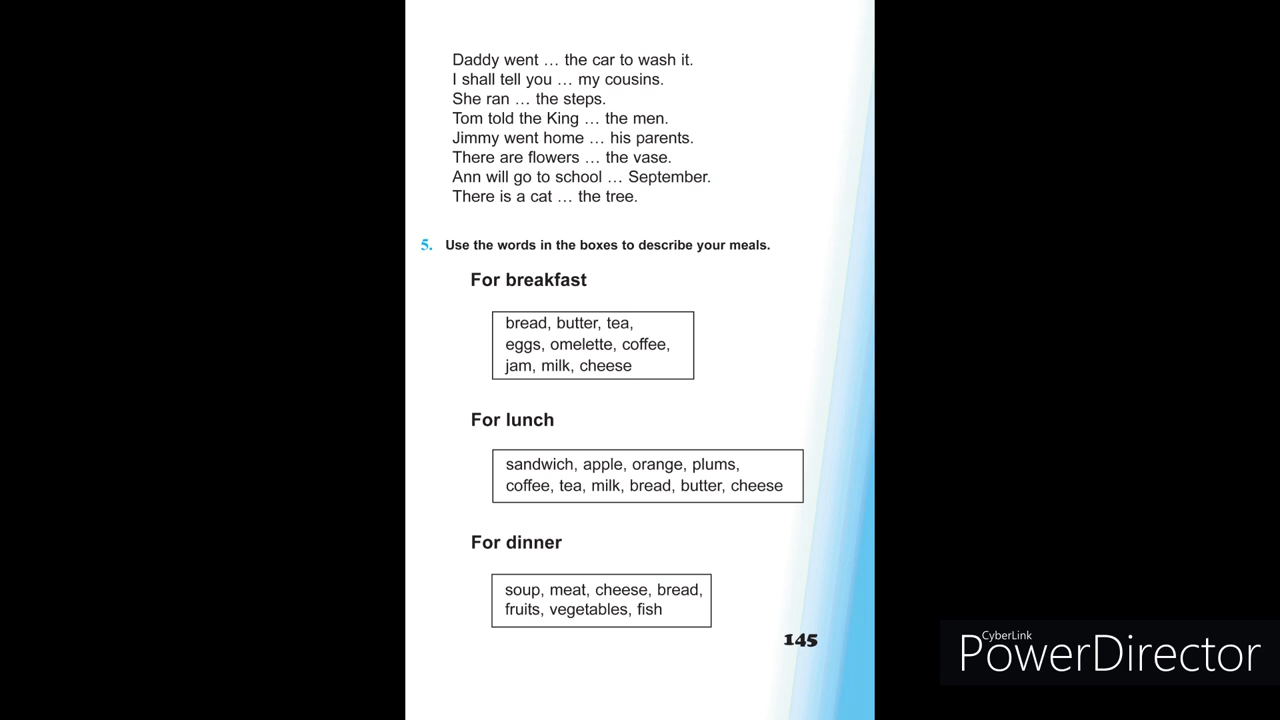 Daddy went … the car to wash it.
I shall tell you … my cousins.
She ran … the steps.
Tom told the King … the men.
Jimmy went home … his parents.
There are flowers … the vase.
Ann will go to school … September.
There is a cat … the tree.
5. Use the words in the boxes to describe your meals.
For breakfast
bread, butter, tea,
eggs, omelette, coffee,
jam, milk, cheese
For lunch
sandwich, apple, orange, plums,
coffee, tea, milk, bread, butter, cheese
For dinner
soup, meat, cheese, bread,
fruits, vegetables, fish
145
CyberLink
PowerDirector